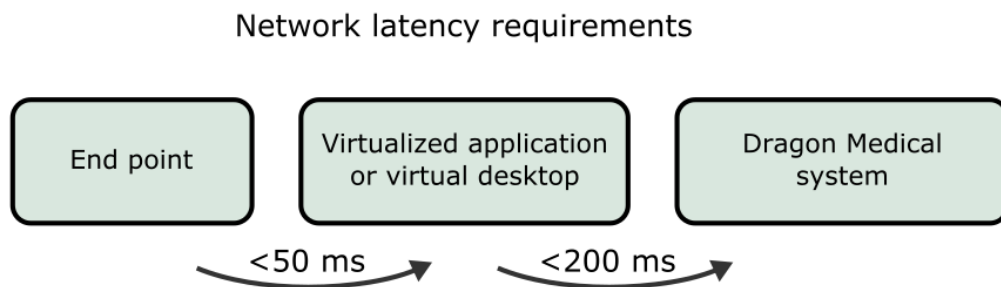 Network latency requirements
End point
Virtualized application
or virtual desktop
Dragon Medical
system
<50 ms
<200 ms